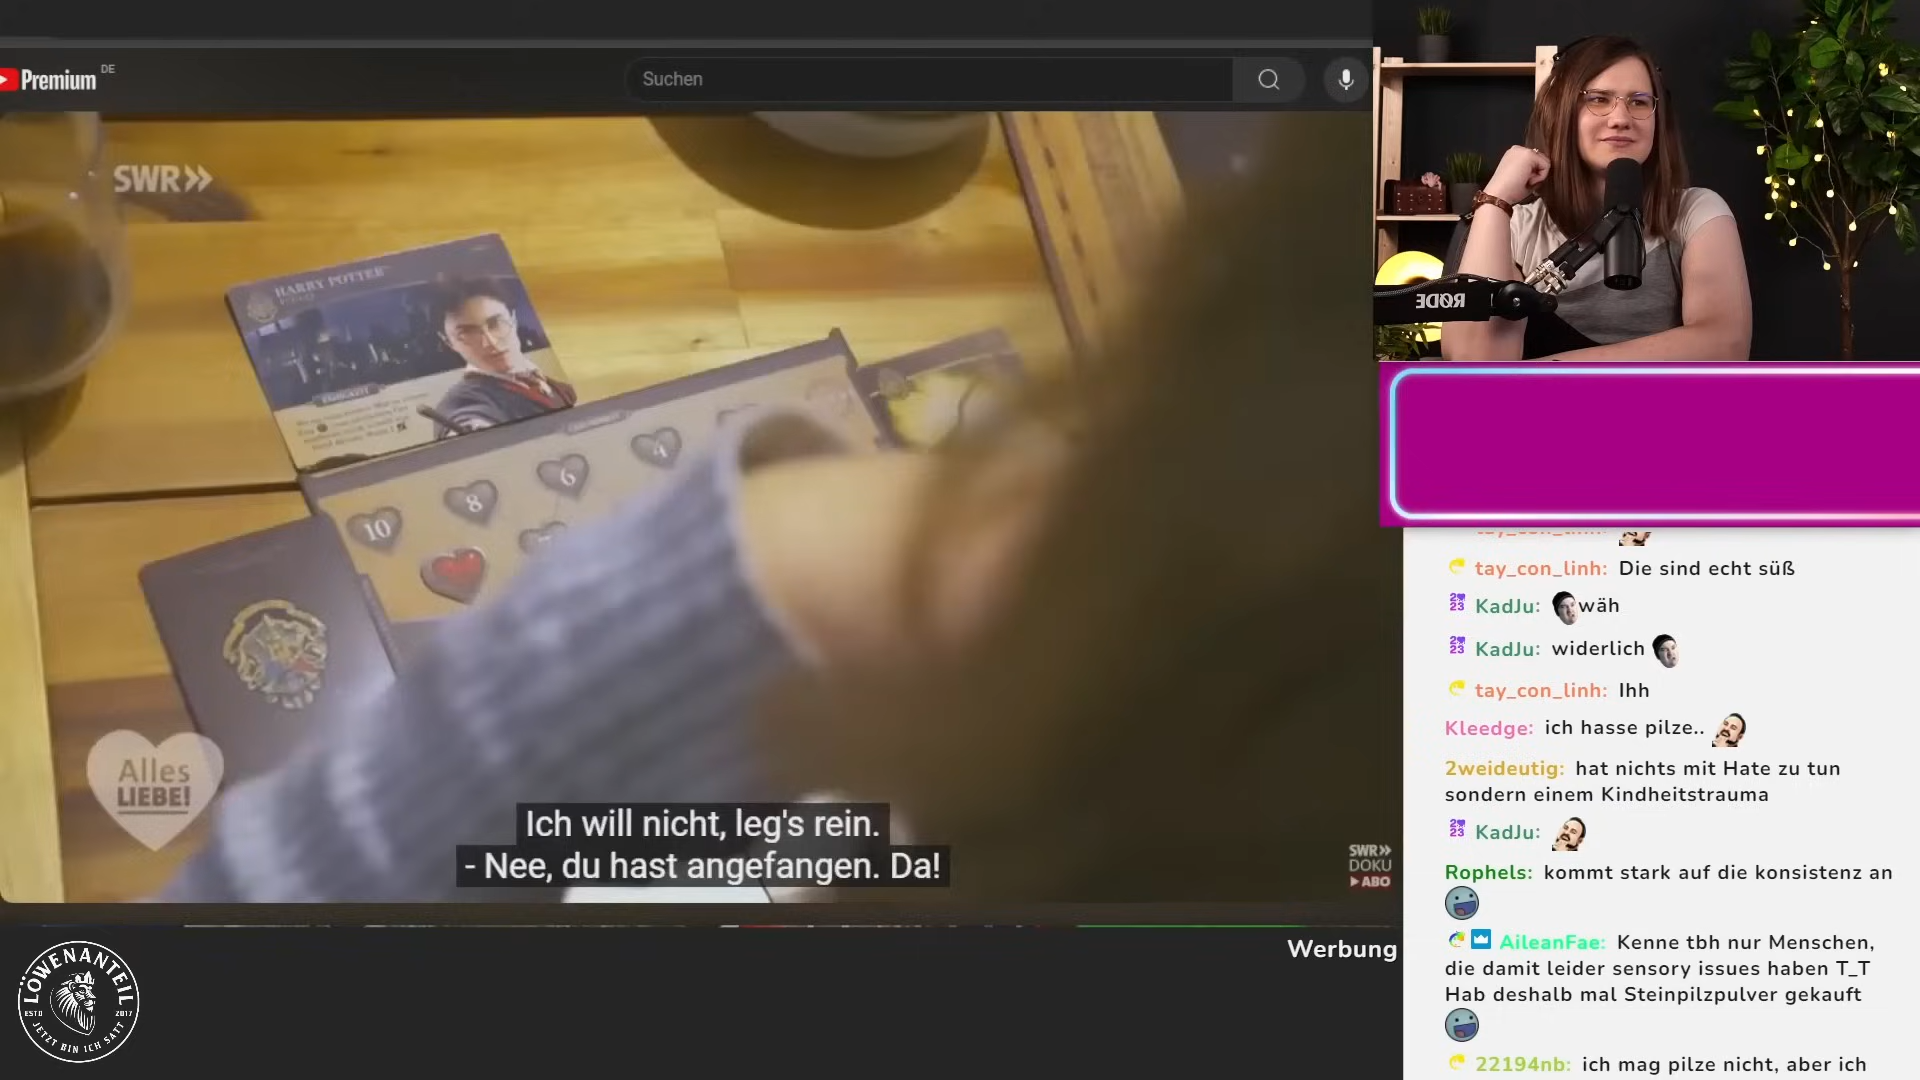 Premium DE
Suchen
SWR
HARRY POTTER
10
8
6
4
Alles
LIEBE!
Ich will nicht, leg's rein.
- Nee, du hast angefangen. Da!
SWR
DOKU
ABO
RØDE
Werbung
LÖWENANTEIL
ESTD 2017
JETZT BIN ICH SATT
tay_con_linh:
tay_con_linh: Die sind echt süß
KadJu: wäh
KadJu: widerlich
tay_con_linh: Ihh
Kleedge: ich hasse pilze..
2weideutig: hat nichts mit Hate zu tun
sondern einem Kindheitstrauma
KadJu:
Rophels: kommt stark auf die konsistenz an
AileanFae: Kenne tbh nur Menschen,
die damit leider sensory issues haben T_T
Hab deshalb mal Steinpilzpulver gekauft
22194nb: ich mag pilze nicht, aber ich